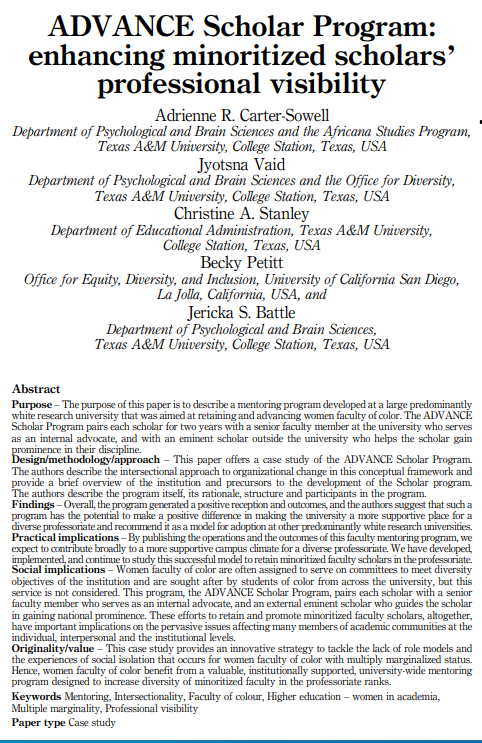 ADVANCE Scholar Program:
enhancing minoritized scholars'
professional visibility
Adrienne R. Carter-Sowell
Department of Psychological and Brain Sciences and the Africana Studies Program,
Texas A&M University, College Station, Texas, USA
Jyotsna Vaid
Department of Psychological and Brain Sciences and the Office for Diversity,
Texas A&M University, College Station, Texas, USA
Christine A. Stanley
Department of Educational Administration, Texas A&M University,
College Station, Texas, USA
Becky Petitt
Office for Equity, Diversity, and Inclusion, University of California San Diego,
La Jolla, California, USA, and
Jericka S. Battle
Department of Psychological and Brain Sciences,
Texas A&M University, College Station, Texas, USA
Abstract
Purpose – The purpose of this paper is to describe a mentoring program developed at a large predominantly
white research university that was aimed at retaining and advancing women faculty of color. The ADVANCE
Scholar Program pairs each scholar for two years with a senior faculty member at the university who serves
as an internal advocate, and with an eminent scholar outside the university who helps the scholar gain
prominence in their discipline.
Design/methodology/approach – This paper offers a case study of the ADVANCE Scholar Program.
The authors describe the intersectional approach to organizational change in this conceptual framework and
provide a brief overview of the institution and precursors to the development of the Scholar program.
The authors describe the program itself, its rationale, structure and participants in the program.
Findings – Overall, the program generated a positive reception and outcomes, and the authors suggest that such a
program has the potential to make a positive difference in making the university a more supportive place for a
diverse professoriate and recommend it as a model for adoption at other predominantly white research universities.
Practical implications – By publishing the operations and the outcomes of this faculty mentoring program, we
expect to contribute broadly to a more supportive campus climate for a diverse professoriate. We have developed,
implemented, and continue to study this successful model to retain minoritized faculty scholars in the professoriate.
Social implications – Women faculty of color are often assigned to serve on committees to meet diversity
objectives of the institution and are sought after by students of color from across the university, but this
service is not considered. This program, the ADVANCE Scholar Program, pairs each scholar with a senior
faculty member who serves as an internal advocate, and an external eminent scholar who guides the scholar
in gaining national prominence. These efforts to retain and promote minoritized faculty scholars, altogether,
have important implications on the pervasive issues affecting many members of academic communities at the
individual, interpersonal and the institutional levels.
Originality/value – This case study provides an innovative strategy to tackle the lack of role models and
the experiences of social isolation that occurs for women faculty of color with multiply marginalized status.
Hence, women faculty of color benefit from a valuable, institutionally supported, university-wide mentoring
program designed to increase diversity of minoritized faculty in the professoriate ranks.
Keywords Mentoring, Intersectionality, Faculty of colour, Higher education – women in academia,
Multiple marginality, Professional visibility
Paper type Case study